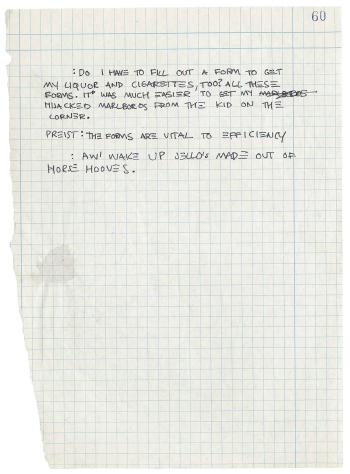 60
: DO I HAVE TO FILL OUT A FORM TO GET
MY LIQUOR AND CIGARETTES, TOO? ALL THESE
FORMS. IT WAS MUCH EASIER TO GET MY MARLBOROS
HIJACKED MARLBOROS FROM THE KID ON THE
CORNER.
PREIST: THE FORMS ARE VITAL TO EFFICIENCY
: AW! WAKE UP JELLO'S MADE OUT OF
HORSE HOOVES.